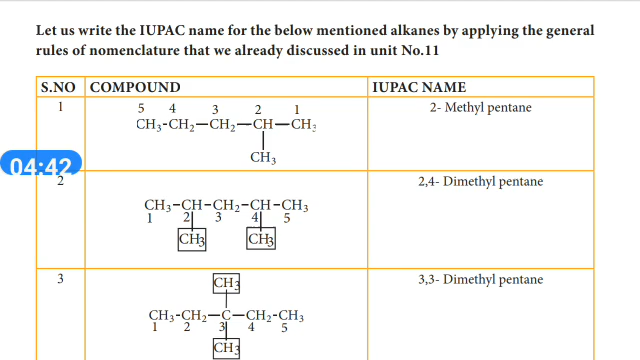 Let us write the IUPAC name for the below mentioned alkanes by applying the general
rules of nomenclature that we already discussed in unit No.11
S.NO COMPOUND IUPAC NAME
1 5 4 3 2 1 2- Methyl pentane
CH₃-CH₂—CH₂—CH—CH₃
CH₃
04:42
2 2,4- Dimethyl pentane
CH₃-CH-CH₂-CH-CH₃
1 2 3 4 5
CH₃ CH₃
3 CH₃ 3,3- Dimethyl pentane
CH₃-CH₂—C—CH₂-CH₃
1 2 3 4 5
CH₃